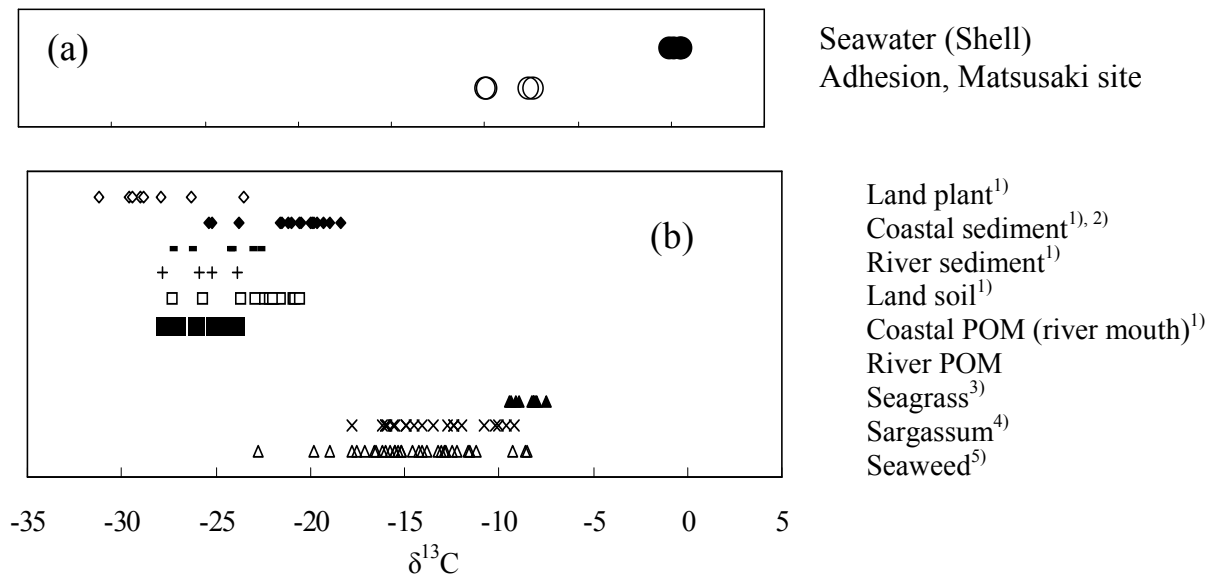 (a)
Seawater (Shell)
Adhesion, Matsusaki site
(b)
Land plant1)
Coastal sediment1), 2)
River sediment1)
Land soil1)
Coastal POM (river mouth)1)
River POM
Seagrass3)
Sargassum4)
Seaweed5)
-35 -30 -25 -20 -15 -10 -5 0 5
δ13C